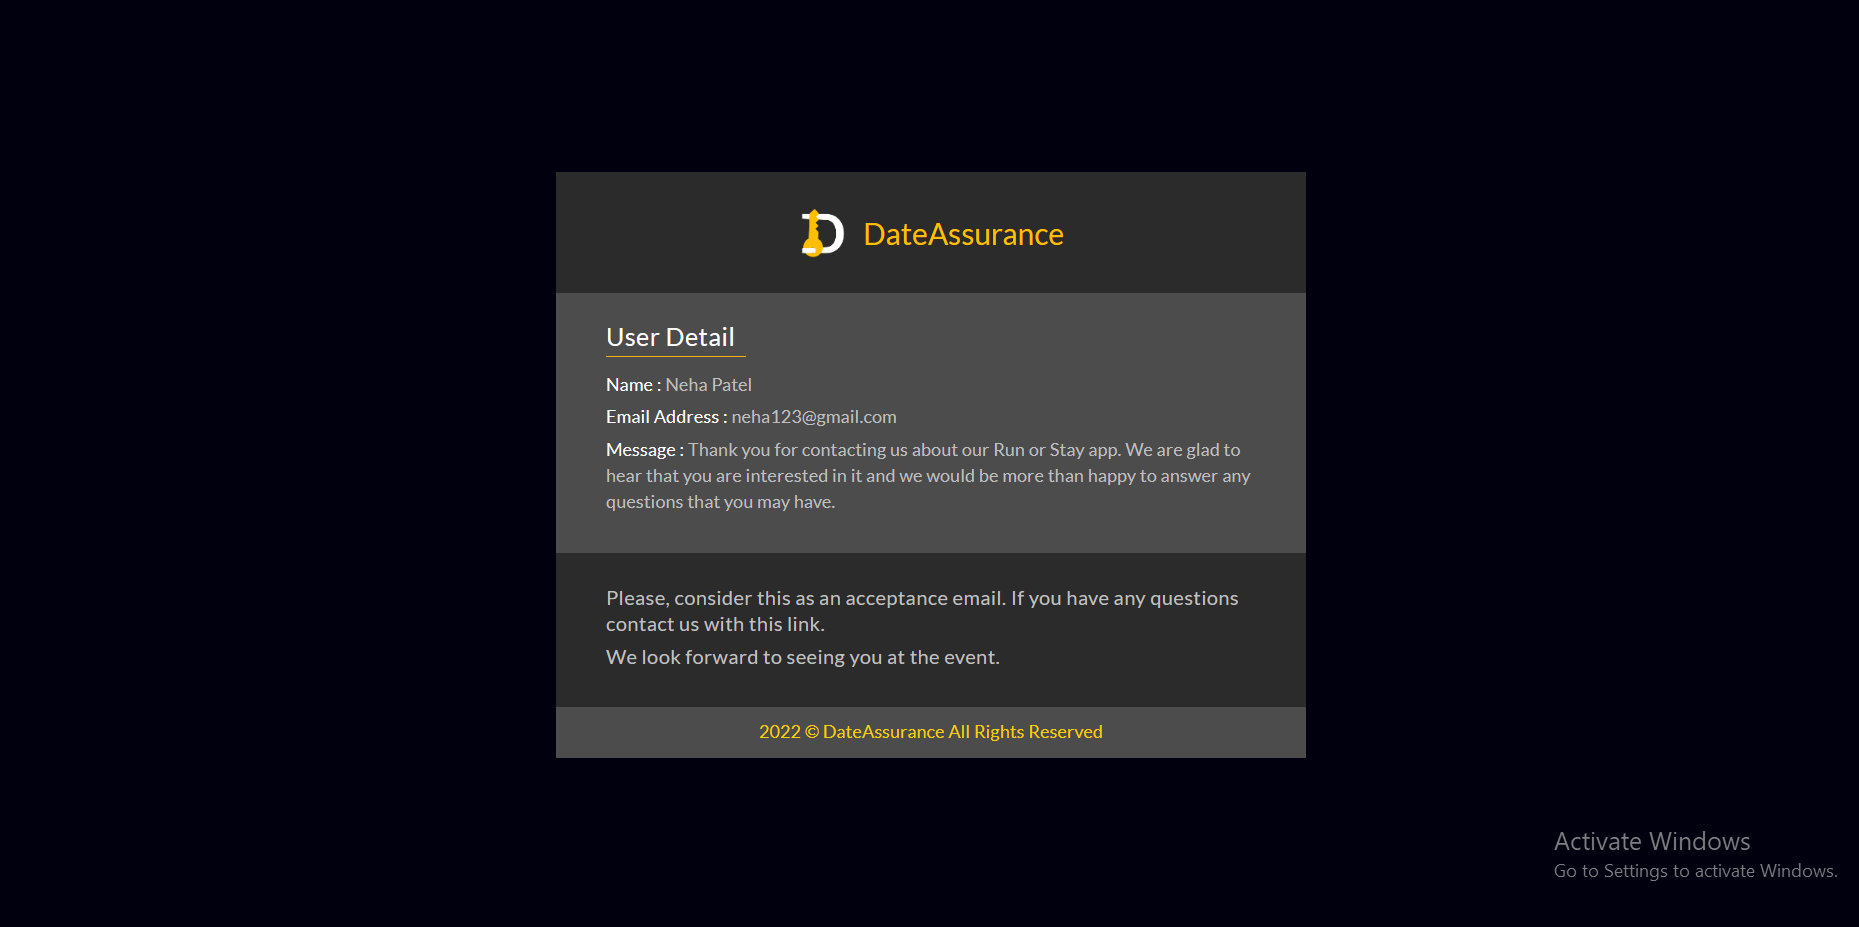 DateAssurance
User Detail
Name : Neha Patel
Email Address : neha123@gmail.com
Message : Thank you for contacting us about our Run or Stay app. We are glad to
hear that you are interested in it and we would be more than happy to answer any
questions that you may have.
Please, consider this as an acceptance email. If you have any questions
contact us with this link.
We look forward to seeing you at the event.
2022 © DateAssurance All Rights Reserved
Activate Windows
Go to Settings to activate Windows.